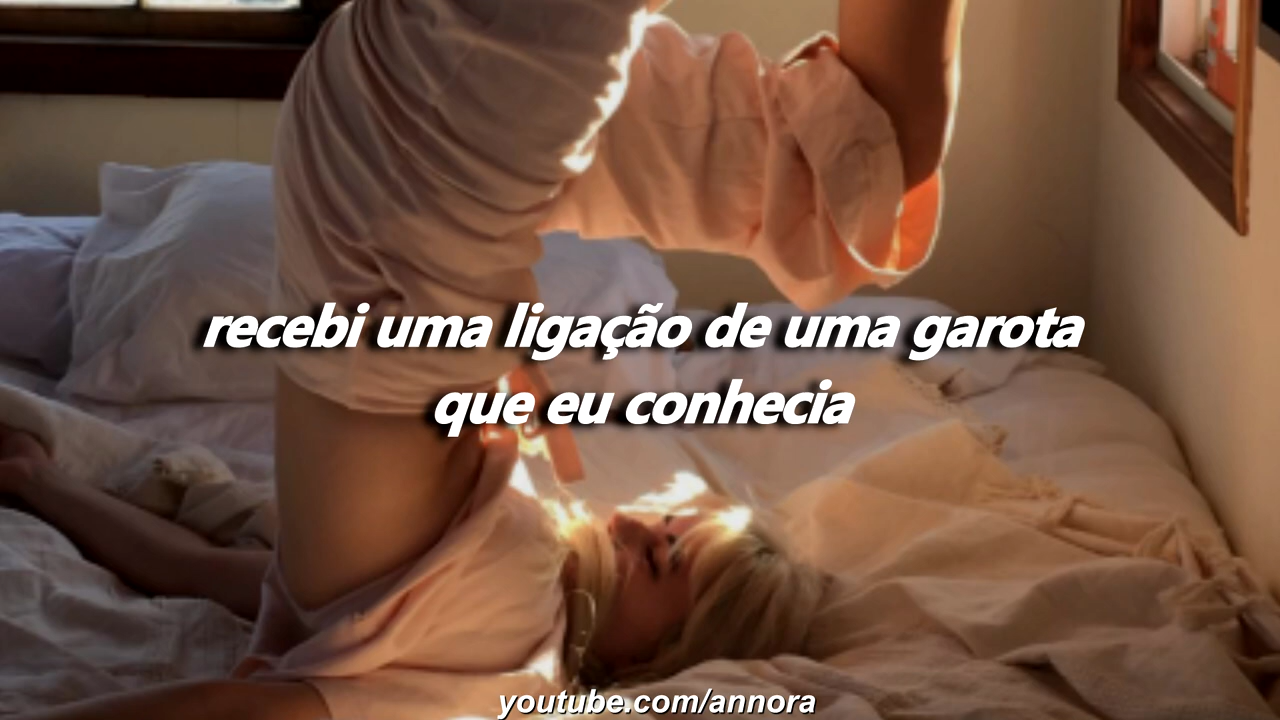 recebi uma ligação de uma garota
que eu conhecia
youtube.com/annora